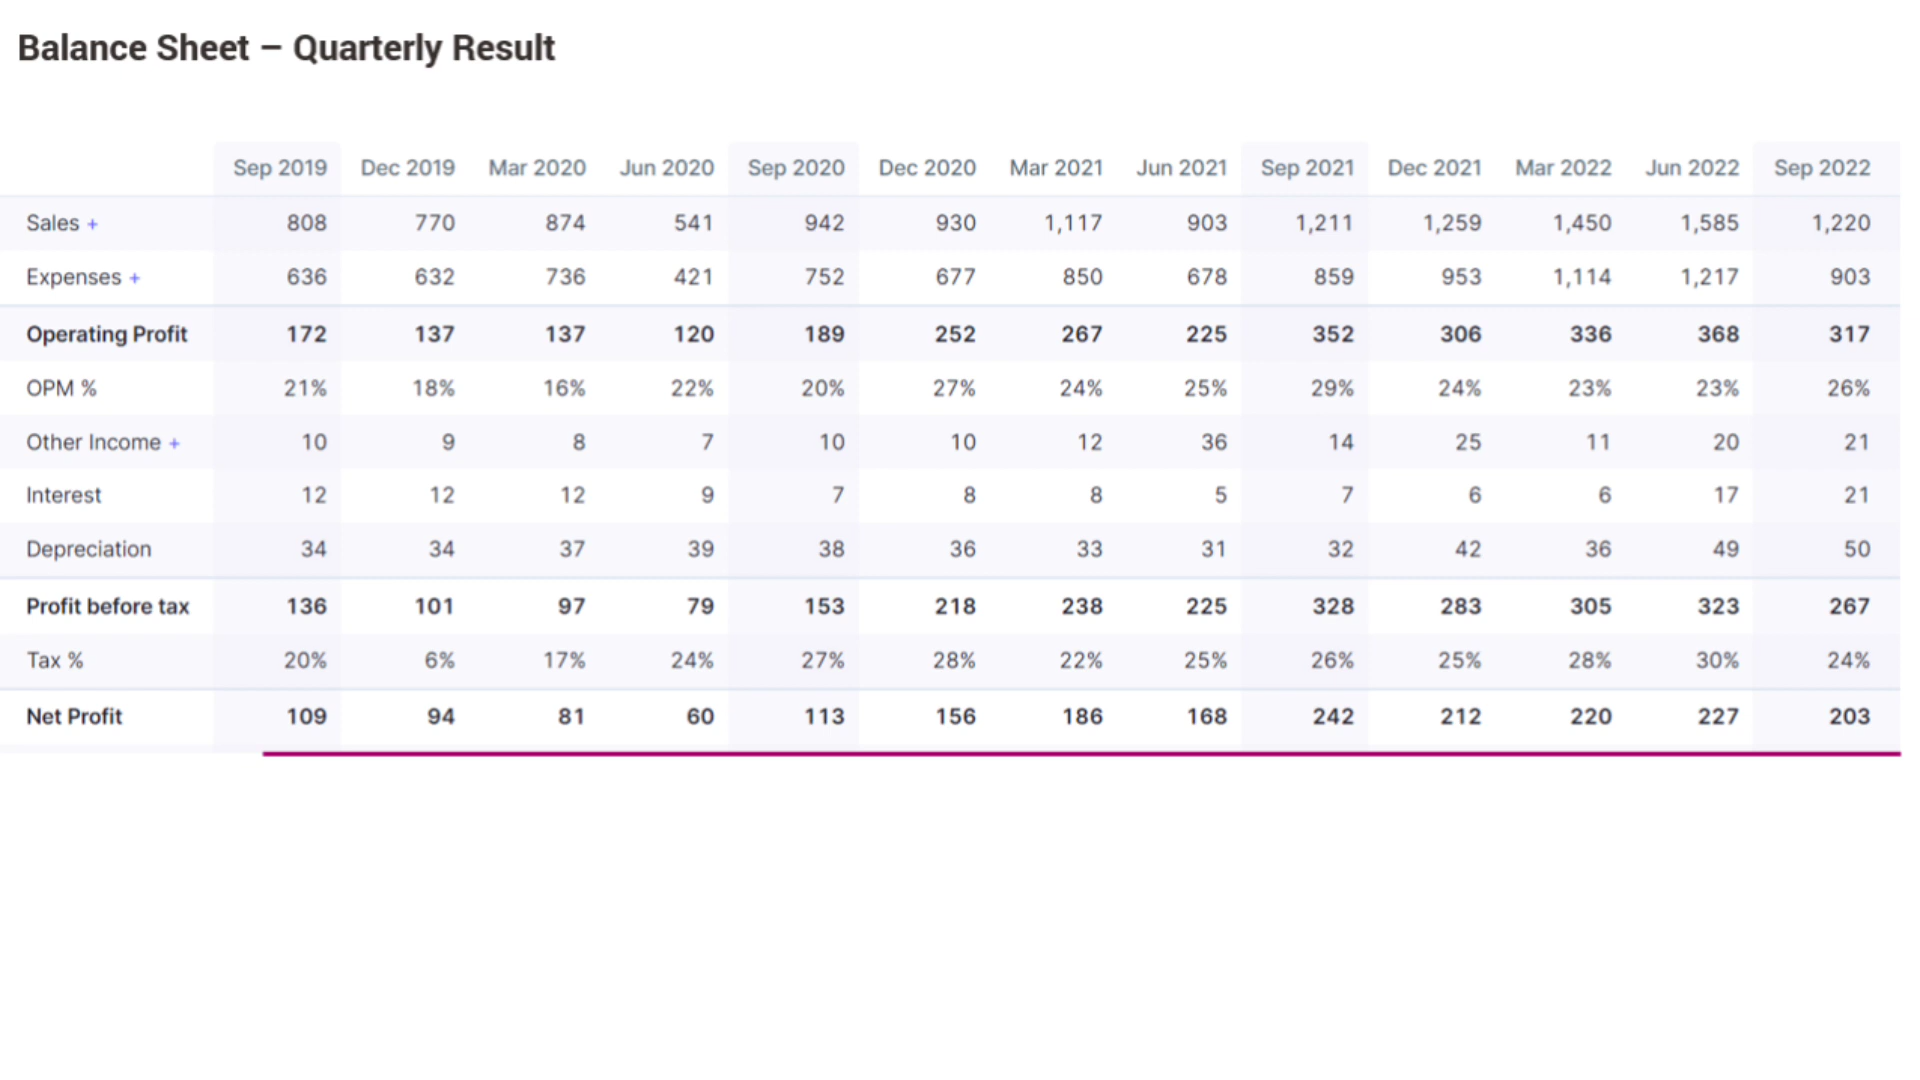 Balance Sheet – Quarterly Result
Sep 2019 Dec 2019 Mar 2020 Jun 2020 Sep 2020 Dec 2020 Mar 2021 Jun 2021 Sep 2021 Dec 2021 Mar 2022 Jun 2022 Sep 2022
Sales + 808 770 874 541 942 930 1,117 903 1,211 1,259 1,450 1,585 1,220
Expenses + 636 632 736 421 752 677 850 678 859 953 1,114 1,217 903
Operating Profit 172 137 137 120 189 252 267 225 352 306 336 368 317
OPM % 21% 18% 16% 22% 20% 27% 24% 25% 29% 24% 23% 23% 26%
Other Income + 10 9 8 7 10 10 12 36 14 25 11 20 21
Interest 12 12 12 9 7 8 8 5 7 6 6 17 21
Depreciation 34 34 37 39 38 36 33 31 32 42 36 49 50
Profit before tax 136 101 97 79 153 218 238 225 328 283 305 323 267
Tax % 20% 6% 17% 24% 27% 28% 22% 25% 26% 25% 28% 30% 24%
Net Profit 109 94 81 60 113 156 186 168 242 212 220 227 203